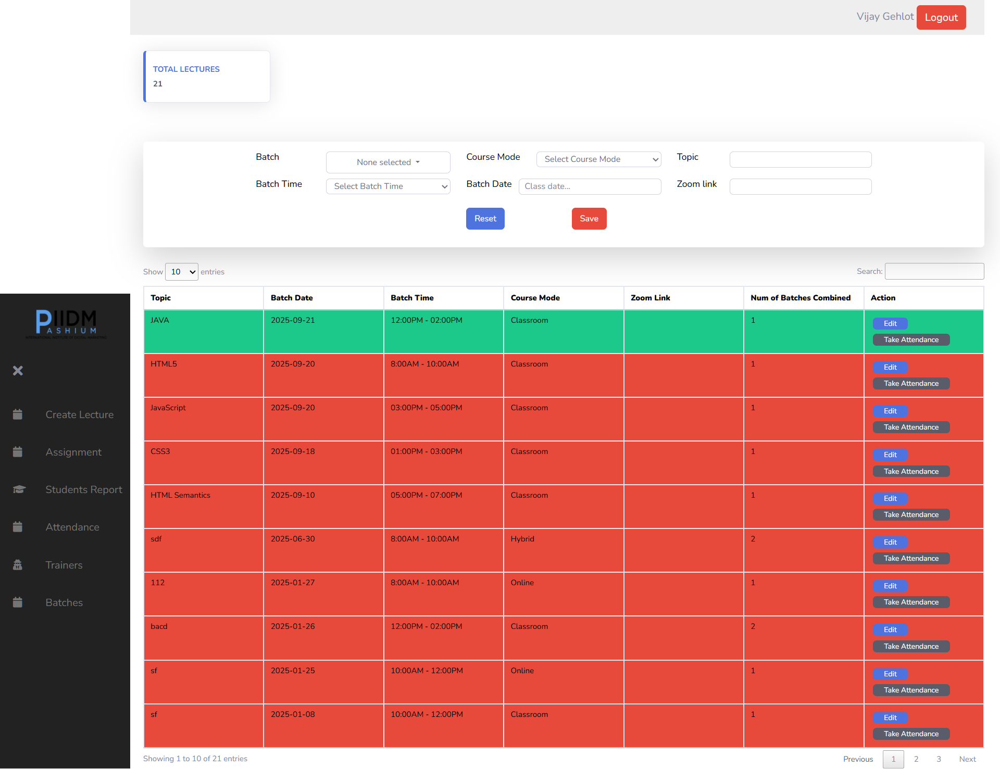 Vijay Gehlot Logout
TOTAL LECTURES
21
Batch None selected Course Mode Select Course Mode Topic
Batch Time Select Batch Time Batch Date Class date... Zoom link
Reset Save
Show 10 entries Search:
Topic Batch Date Batch Time Course Mode Zoom Link Num of Batches Combined Action
JAVA 2025-09-21 12:00PM - 02:00PM Classroom 1 Edit
Take Attendance
HTML5 2025-09-20 8:00AM - 10:00AM Classroom 1 Edit
Take Attendance
JavaScript 2025-09-20 03:00PM - 05:00PM Classroom 1 Edit
Take Attendance
CSS3 2025-09-18 01:00PM - 03:00PM Classroom 1 Edit
Take Attendance
HTML Semantics 2025-09-10 05:00PM - 07:00PM Classroom 1 Edit
Take Attendance
sdf 2025-06-30 8:00AM - 10:00AM Hybrid 2 Edit
Take Attendance
112 2025-01-27 8:00AM - 10:00AM Online 1 Edit
Take Attendance
bacd 2025-01-26 12:00PM - 02:00PM Classroom 2 Edit
Take Attendance
sf 2025-01-25 10:00AM - 12:00PM Online 1 Edit
Take Attendance
sf 2025-01-08 10:00AM - 12:00PM Classroom 1 Edit
Take Attendance
Showing 1 to 10 of 21 entries Previous 1 2 3 Next
PIIDM
ASHIUM
INTERNATIONAL INSTITUTE OF DIGITAL MARKETING
Create Lecture
Assignment
Students Report
Attendance
Trainers
Batches